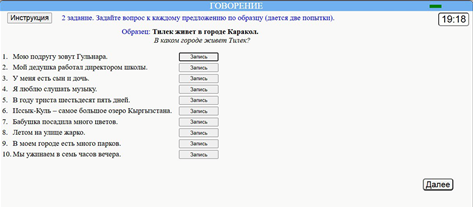 ГОВОРЕНИЕ
Инструкция
2 задание. Задайте вопрос к каждому предложению по образцу (дается две попытки).
19:18
Образец: Тилек живет в городе Каракол.
В каком городе живет Тилек?
1. Мою подругу зовут Гульнара. Запись
2. Мой дедушка работал директором школы. Запись
3. У меня есть сын и дочь. Запись
4. Я люблю слушать музыку. Запись
5. В году триста шестьдесят пять дней. Запись
6. Иссык-Куль – самое большое озеро Кыргызстана. Запись
7. Бабушка посадила много цветов. Запись
8. Летом на улице жарко. Запись
9. В моем городе есть много парков. Запись
10. Мы ужинаем в семь часов вечера. Запись
Далее